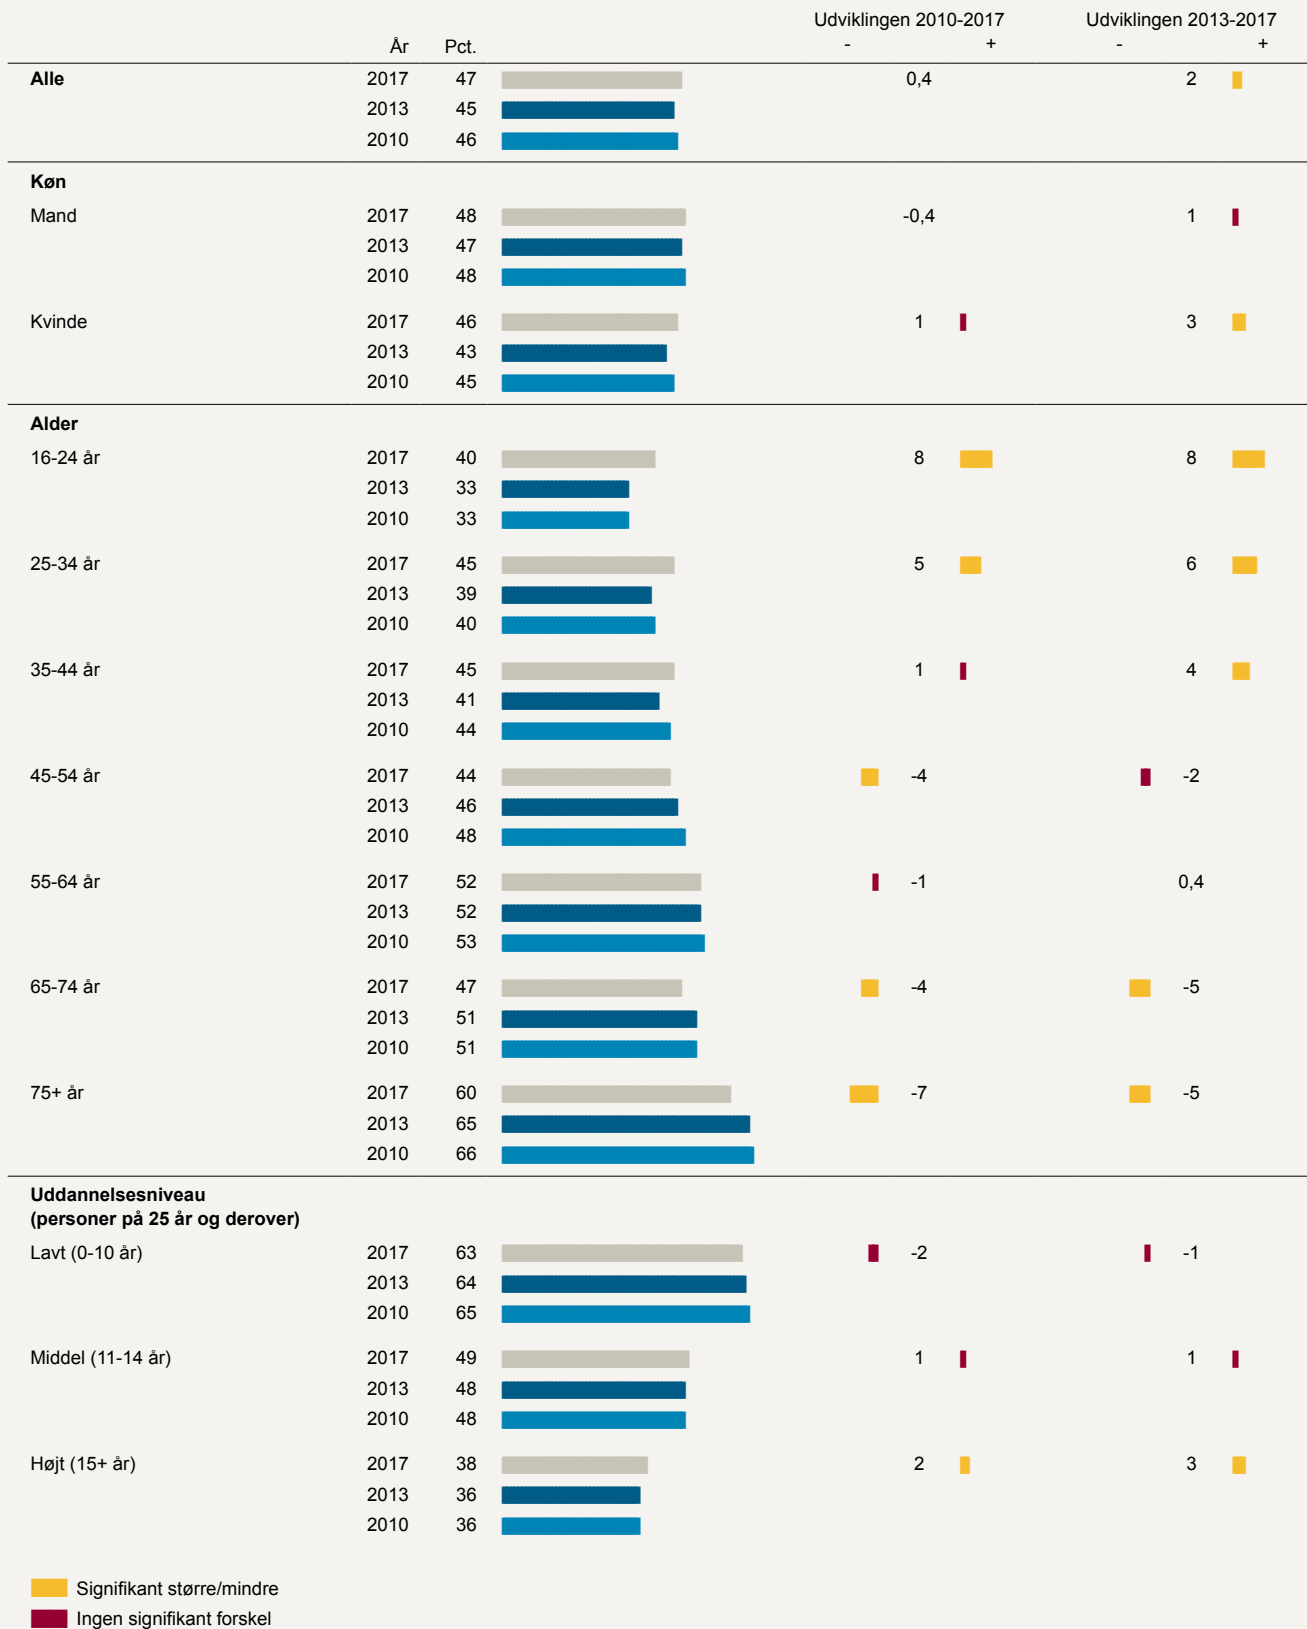 Udviklingen 2010-2017 Udviklingen 2013-2017
År Pct. - + - +
Alle 2017 47 0,4 2
2013 45
2010 46
Køn
Mand 2017 48 -0,4 1
2013 47
2010 48
Kvinde 2017 46 1 3
2013 43
2010 45
Alder
16-24 år 2017 40 8 8
2013 33
2010 33
25-34 år 2017 45 5 6
2013 39
2010 40
35-44 år 2017 45 1 4
2013 41
2010 44
45-54 år 2017 44 -4 -2
2013 46
2010 48
55-64 år 2017 52 -1 0,4
2013 52
2010 53
65-74 år 2017 47 -4 -5
2013 51
2010 51
75+ år 2017 60 -7 -5
2013 65
2010 66
Uddannelsesniveau
(personer på 25 år og derover)
Lavt (0-10 år) 2017 63 -2 -1
2013 64
2010 65
Middel (11-14 år) 2017 49 1 1
2013 48
2010 48
Højt (15+ år) 2017 38 2 3
2013 36
2010 36
Signifikant større/mindre
Ingen signifikant forskel